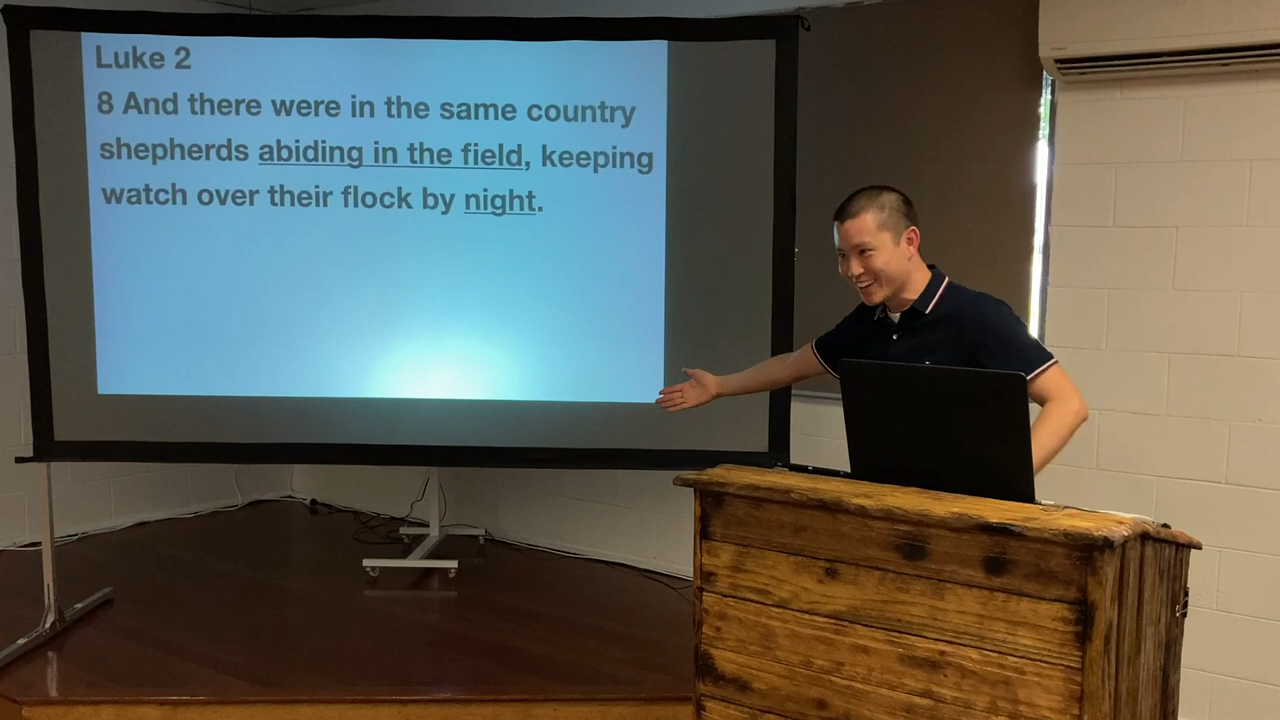 Luke 2
8 And there were in the same country
shepherds abiding in the field, keeping
watch over their flock by night.